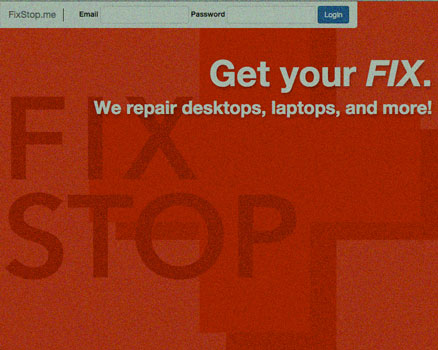 FixStop.me Email Password Login
Get your FIX.
We repair desktops, laptops, and more!
FIX
STOP